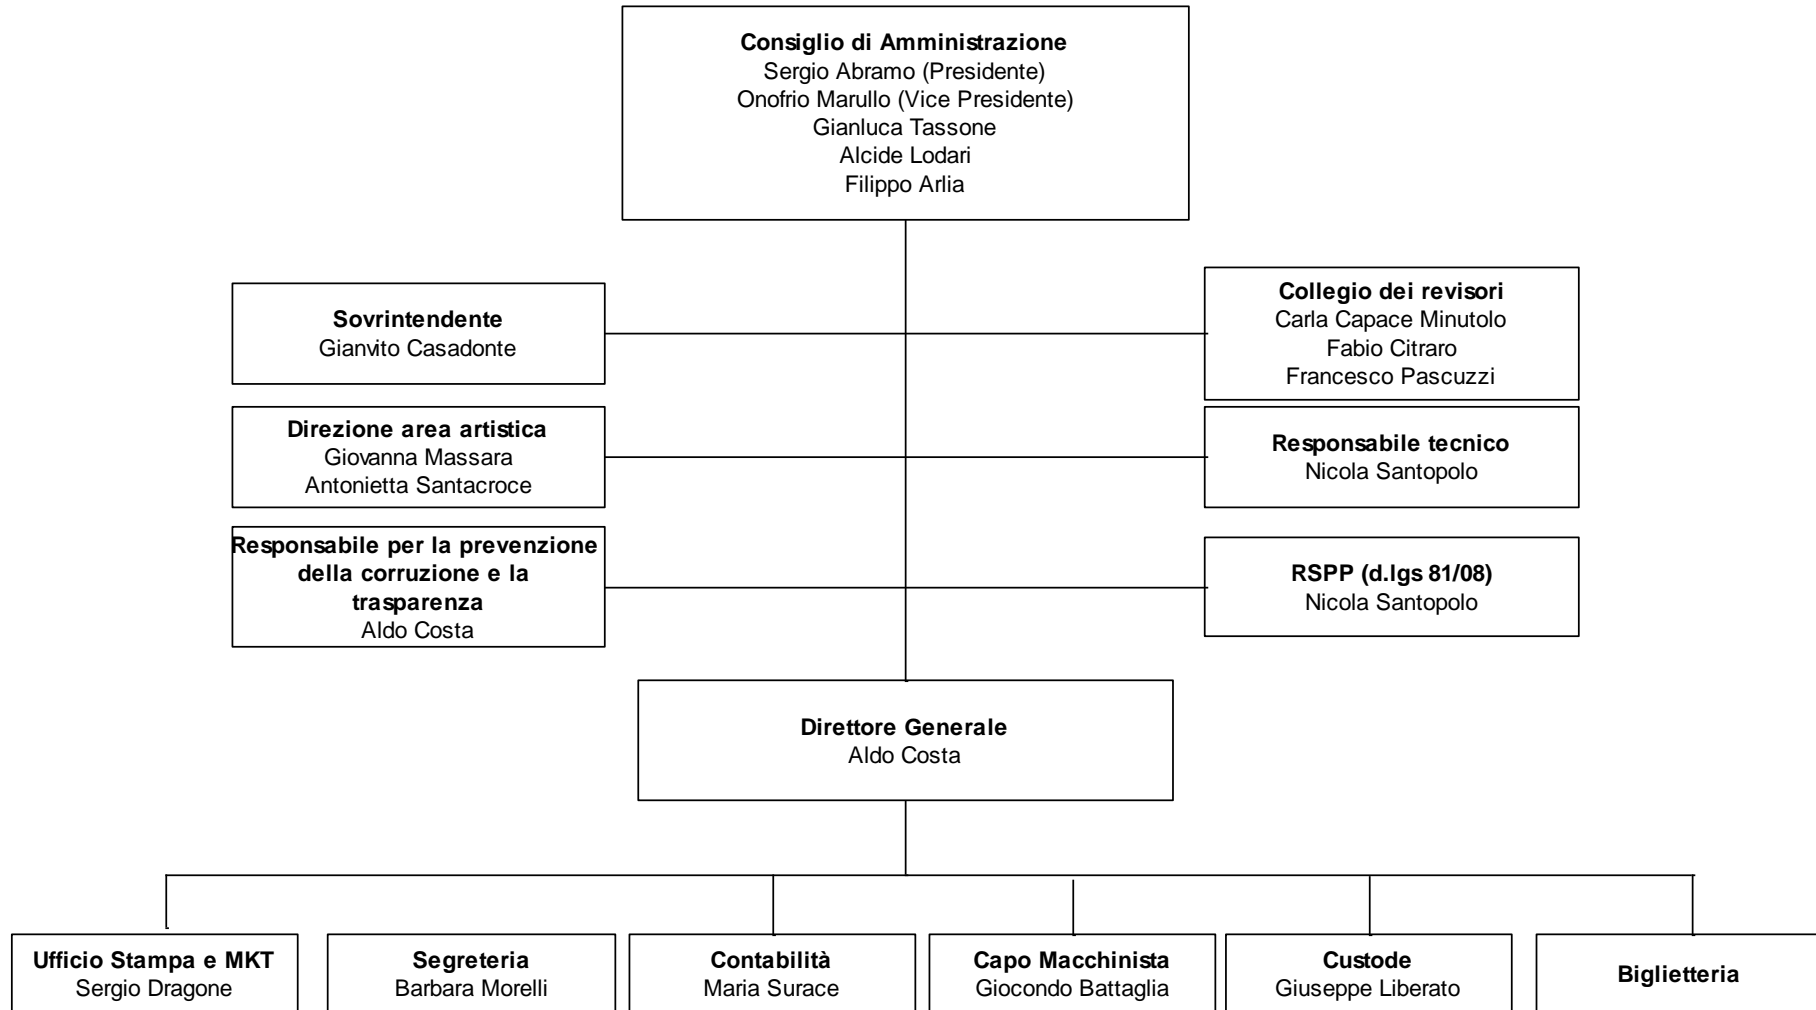 Consiglio di Amministrazione
Sergio Abramo (Presidente)
Onofrio Marullo (Vice Presidente)
Gianluca Tassone
Alcide Lodari
Filippo Arlia
Sovrintendente
Gianvito Casadonte
Collegio dei revisori
Carla Capace Minutolo
Fabio Citraro
Francesco Pascuzzi
Direzione area artistica
Giovanna Massara
Antonietta Santacroce
Responsabile tecnico
Nicola Santopolo
Responsabile per la prevenzione
della corruzione e la
trasparenza
Aldo Costa
RSPP (d.lgs 81/08)
Nicola Santopolo
Direttore Generale
Aldo Costa
Ufficio Stampa e MKT
Sergio Dragone
Segreteria
Barbara Morelli
Contabilità
Maria Surace
Capo Macchinista
Giocondo Battaglia
Custode
Giuseppe Liberato
Biglietteria